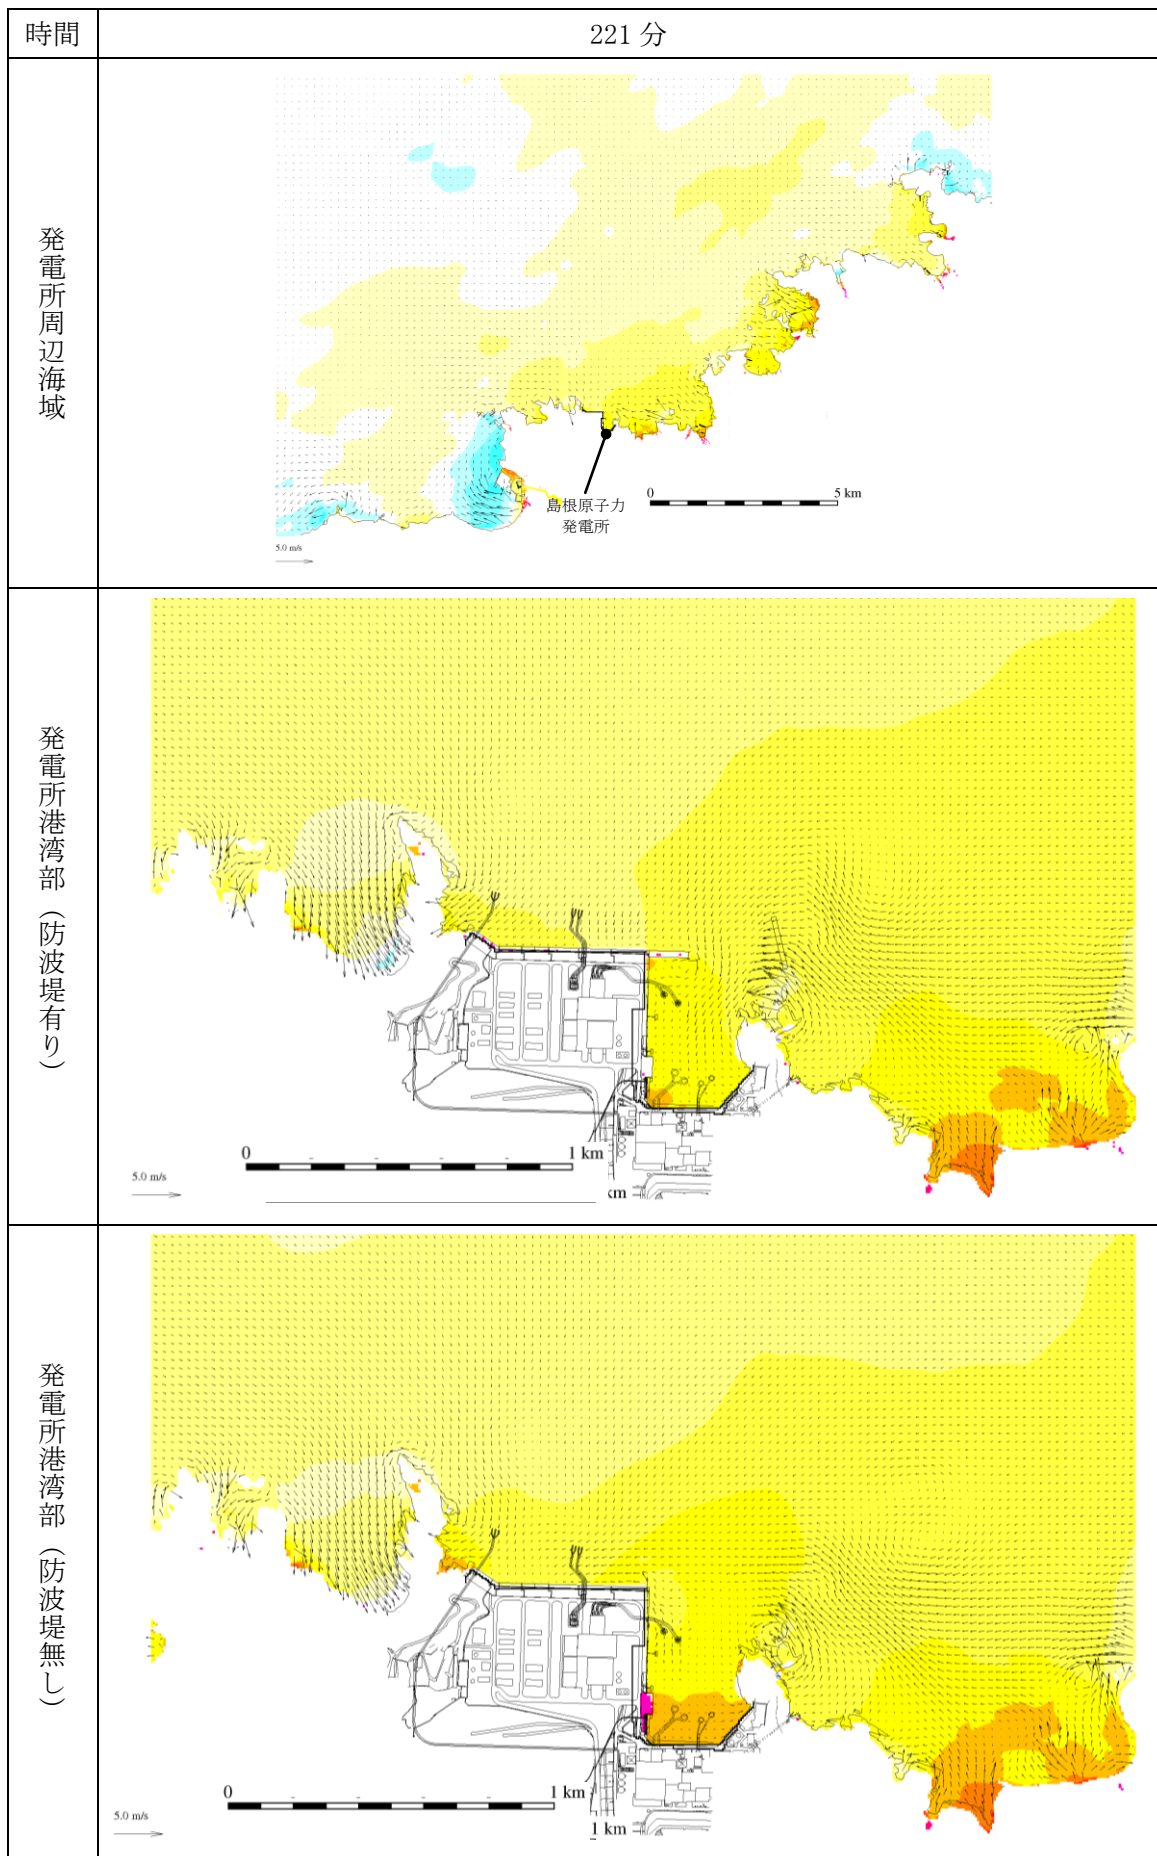 時間
221 分
発電所周辺海域
島根原子力
発電所
0
5 km
5.0 m/s
発電所港湾部（防波堤有り）
0
1 km
5.0 m/s
km
発電所港湾部（防波堤無し）
0
1 km
5.0 m/s
1 km